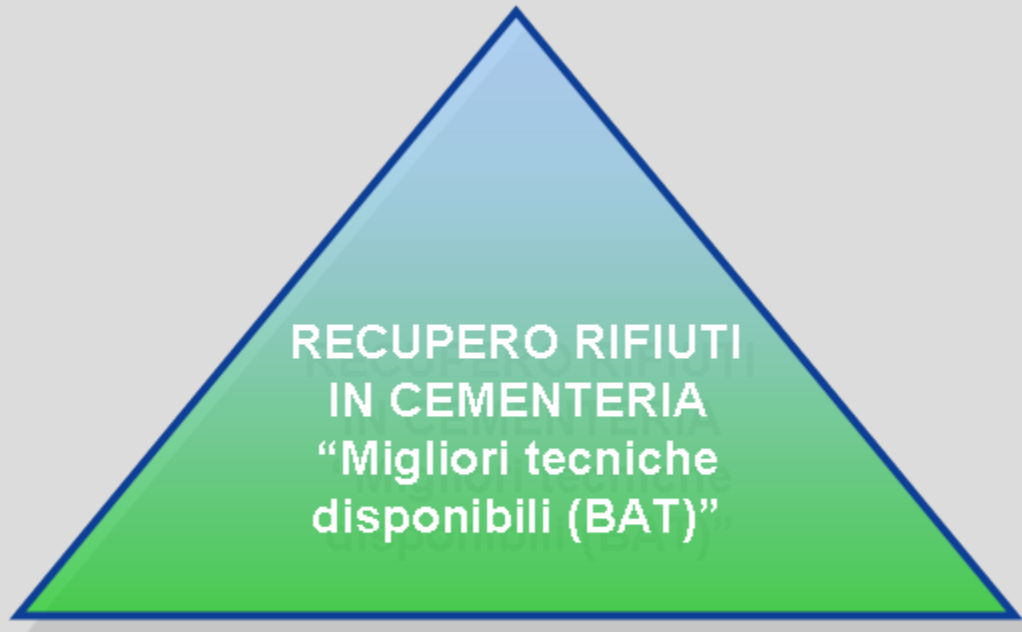 RECUPERO RIFIUTI
IN CEMENTERIA
“Migliori tecniche
disponibili (BAT)”